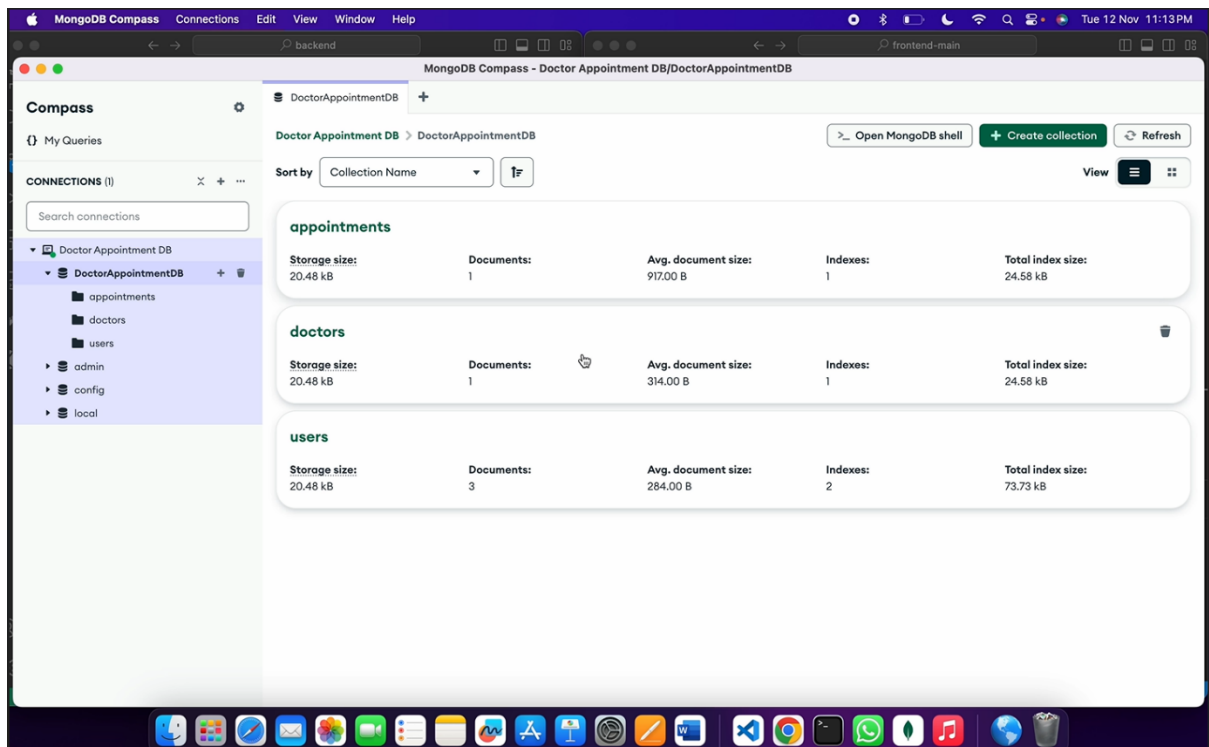 MongoDB Compass Connections Edit View Window Help Tue 12 Nov 11:13 PM
backend frontend-main
MongoDB Compass - Doctor Appointment DB/DoctorAppointmentDB
Compass
{} My Queries
CONNECTIONS (1)
Search connections
Doctor Appointment DB
DoctorAppointmentDB
appointments
doctors
users
admin
config
local
DoctorAppointmentDB
Doctor Appointment DB > DoctorAppointmentDB
>_ Open MongoDB shell
+ Create collection
Refresh
Sort by Collection Name
View
appointments
Storage size: Documents: Avg. document size: Indexes: Total index size:
20.48 kB 1 917.00 B 1 24.58 kB
doctors
Storage size: Documents: Avg. document size: Indexes: Total index size:
20.48 kB 1 314.00 B 1 24.58 kB
users
Storage size: Documents: Avg. document size: Indexes: Total index size:
20.48 kB 3 284.00 B 2 73.73 kB